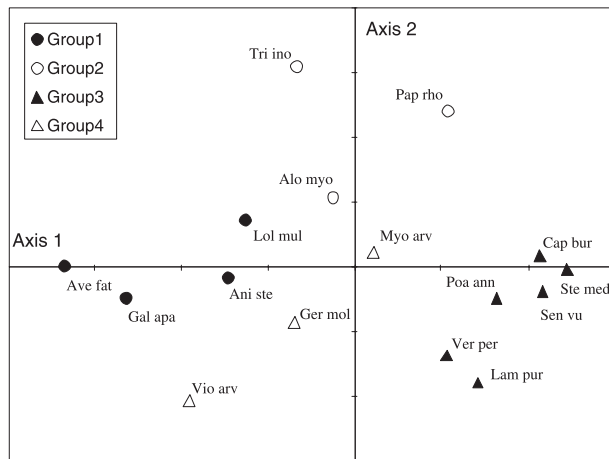 Group1
Group2
Group3
Group4
Axis 2
Tri ino
Pap rho
Alo myo
Lol mul
Axis 1
Myo arv
Cap bur
Ave fat
Ani ste
Poa ann
Ste med
Gal apa
Ger mol
Sen vu
Ver per
Vio arv
Lam pur